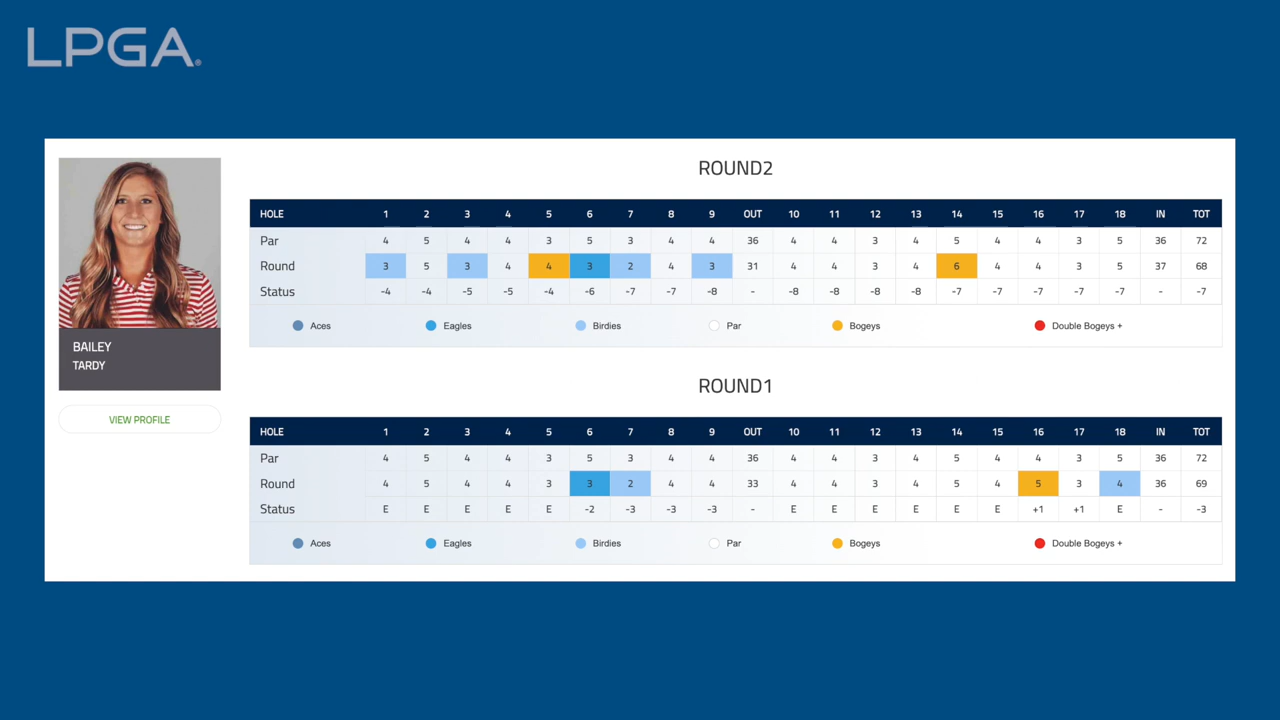 LPGA®
BAILEY
TARDY
VIEW PROFILE
ROUND2
HOLE 1 2 3 4 5 6 7 8 9 OUT 10 11 12 13 14 15 16 17 18 IN TOT
Par 4 5 4 4 3 5 3 4 4 36 4 4 3 4 5 4 4 3 5 36 72
Round 3 5 3 4 4 3 2 4 3 31 4 4 3 4 6 4 4 3 5 37 68
Status -4 -4 -5 -5 -4 -6 -7 -7 -8 - -8 -8 -8 -8 -7 -7 -7 -7 -7 - -7
Aces Eagles Birdies Par Bogeys Double Bogeys +
ROUND1
HOLE 1 2 3 4 5 6 7 8 9 OUT 10 11 12 13 14 15 16 17 18 IN TOT
Par 4 5 4 4 3 5 3 4 4 36 4 4 3 4 5 4 4 3 5 36 72
Round 4 5 4 4 3 3 2 4 4 33 4 4 3 4 5 4 5 3 4 36 69
Status E E E E E -2 -3 -3 -3 - E E E E E E +1 +1 E - -3
Aces Eagles Birdies Par Bogeys Double Bogeys +